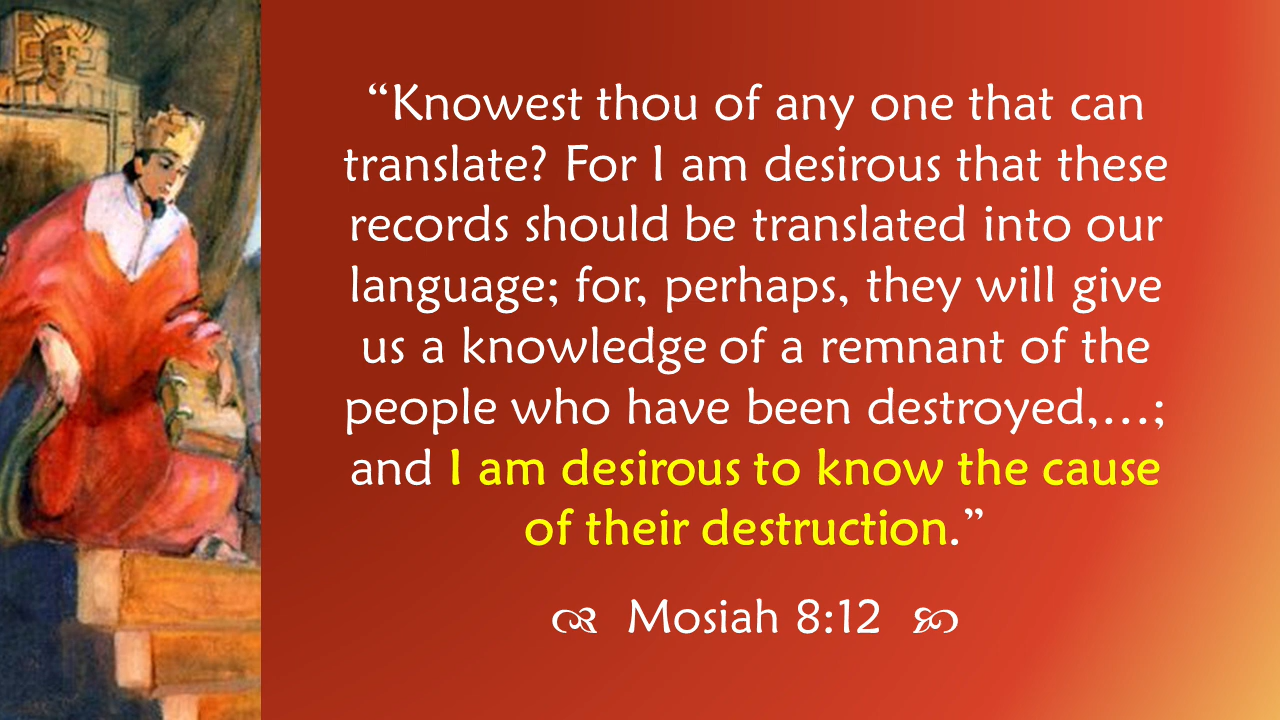 “Knowest thou of any one that can
translate? For I am desirous that these
records should be translated into our
language; for, perhaps, they will give
us a knowledge of a remnant of the
people who have been destroyed,…;
and I am desirous to know the cause
of their destruction.”
Mosiah 8:12